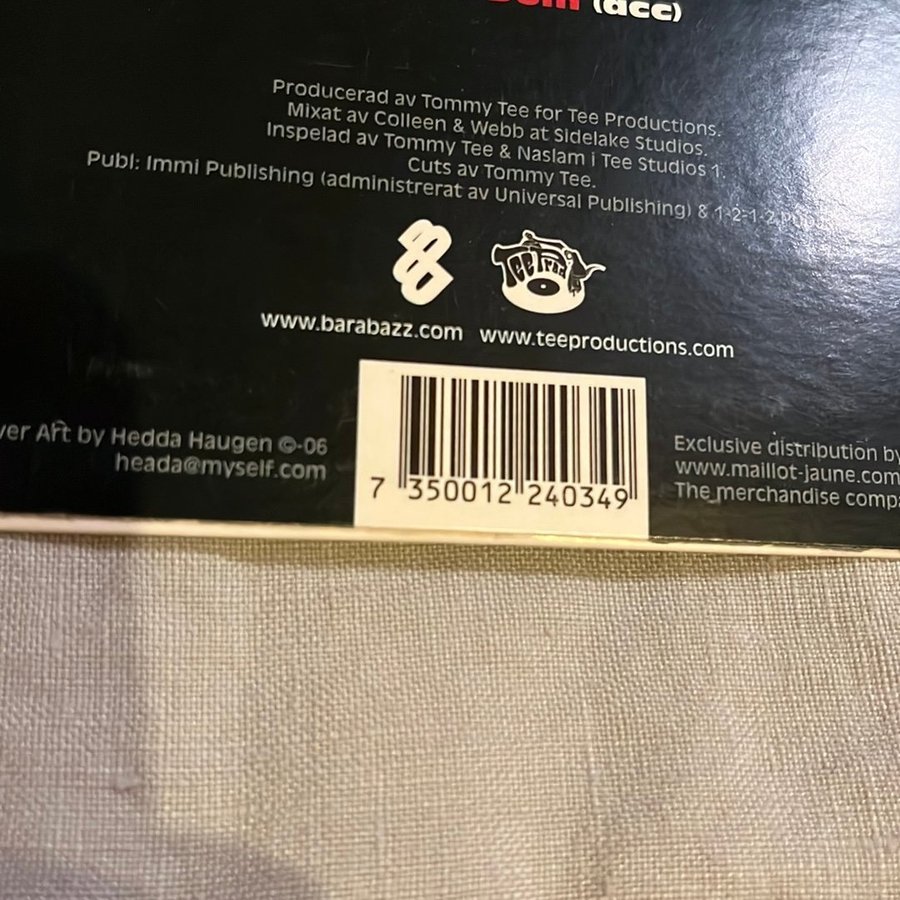 (acc)
Producerad av Tommy Tee for Tee Productions.
Mixat av Colleen & Webb at Sidelake Studios.
Inspelad av Tommy Tee & Naslam i Tee Studios 1.
Cuts av Tommy Tee.
Publ: Immi Publishing (administrerat av Universal Publishing) & 1-2-1-2
www.barabazz.com www.teeproductions.com
Art by Hedda Haugen ©-06
heada@myself.com
7 350012 240349
Exclusive distribution by
www.maillot-jaune.com
The merchandise